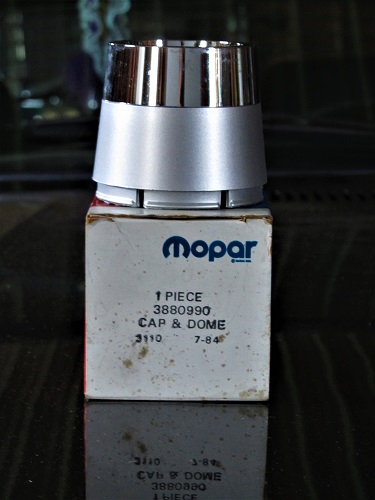 Mopar
1 PIECE
3880990
CAP & DOME
3110 7-84